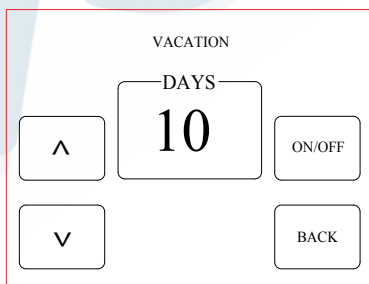 VACATION
DAYS
10
^
ON/OFF
v
BACK